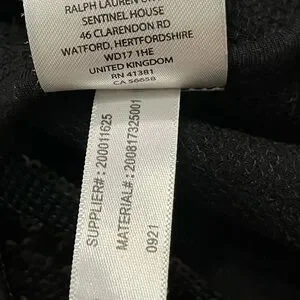 RALPH LAUREN
SENTINEL HOUSE
46 CLARENDON RD
WATFORD, HERTFORDSHIRE
WD17 1HE
UNITED KINGDOM
RN 41381
CA 56658
SUPPLIER#: 200011625
MATERIAL#: 200817325001
0921